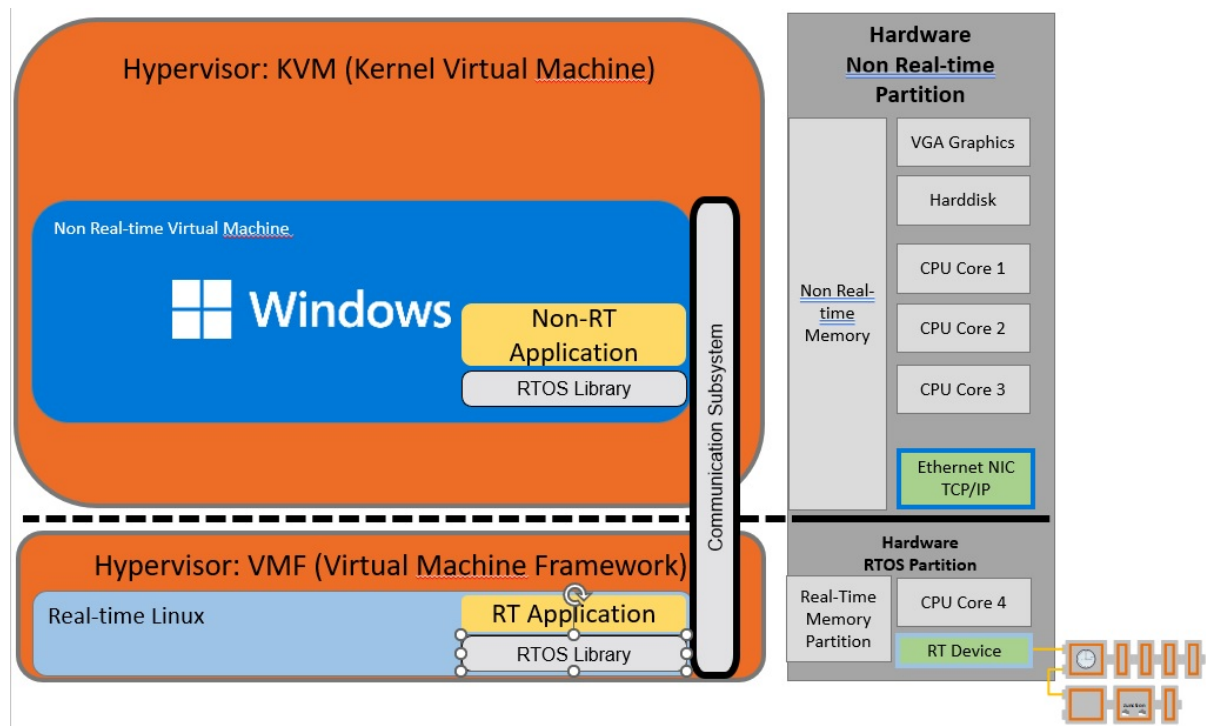 Hypervisor: KVM (Kernel Virtual Machine)
Non Real-time Virtual Machine
Windows
Non-RT
Application
RTOS Library
Communication Subsystem
Hypervisor: VMF (Virtual Machine Framework)
Real-time Linux
RT Application
RTOS Library
Hardware
Non Real-time
Partition
Non Real-
time
Memory
VGA Graphics
Harddisk
CPU Core 1
CPU Core 2
CPU Core 3
Ethernet NIC
TCP/IP
Hardware
RTOS Partition
Real-Time
Memory
Partition
CPU Core 4
RT Device